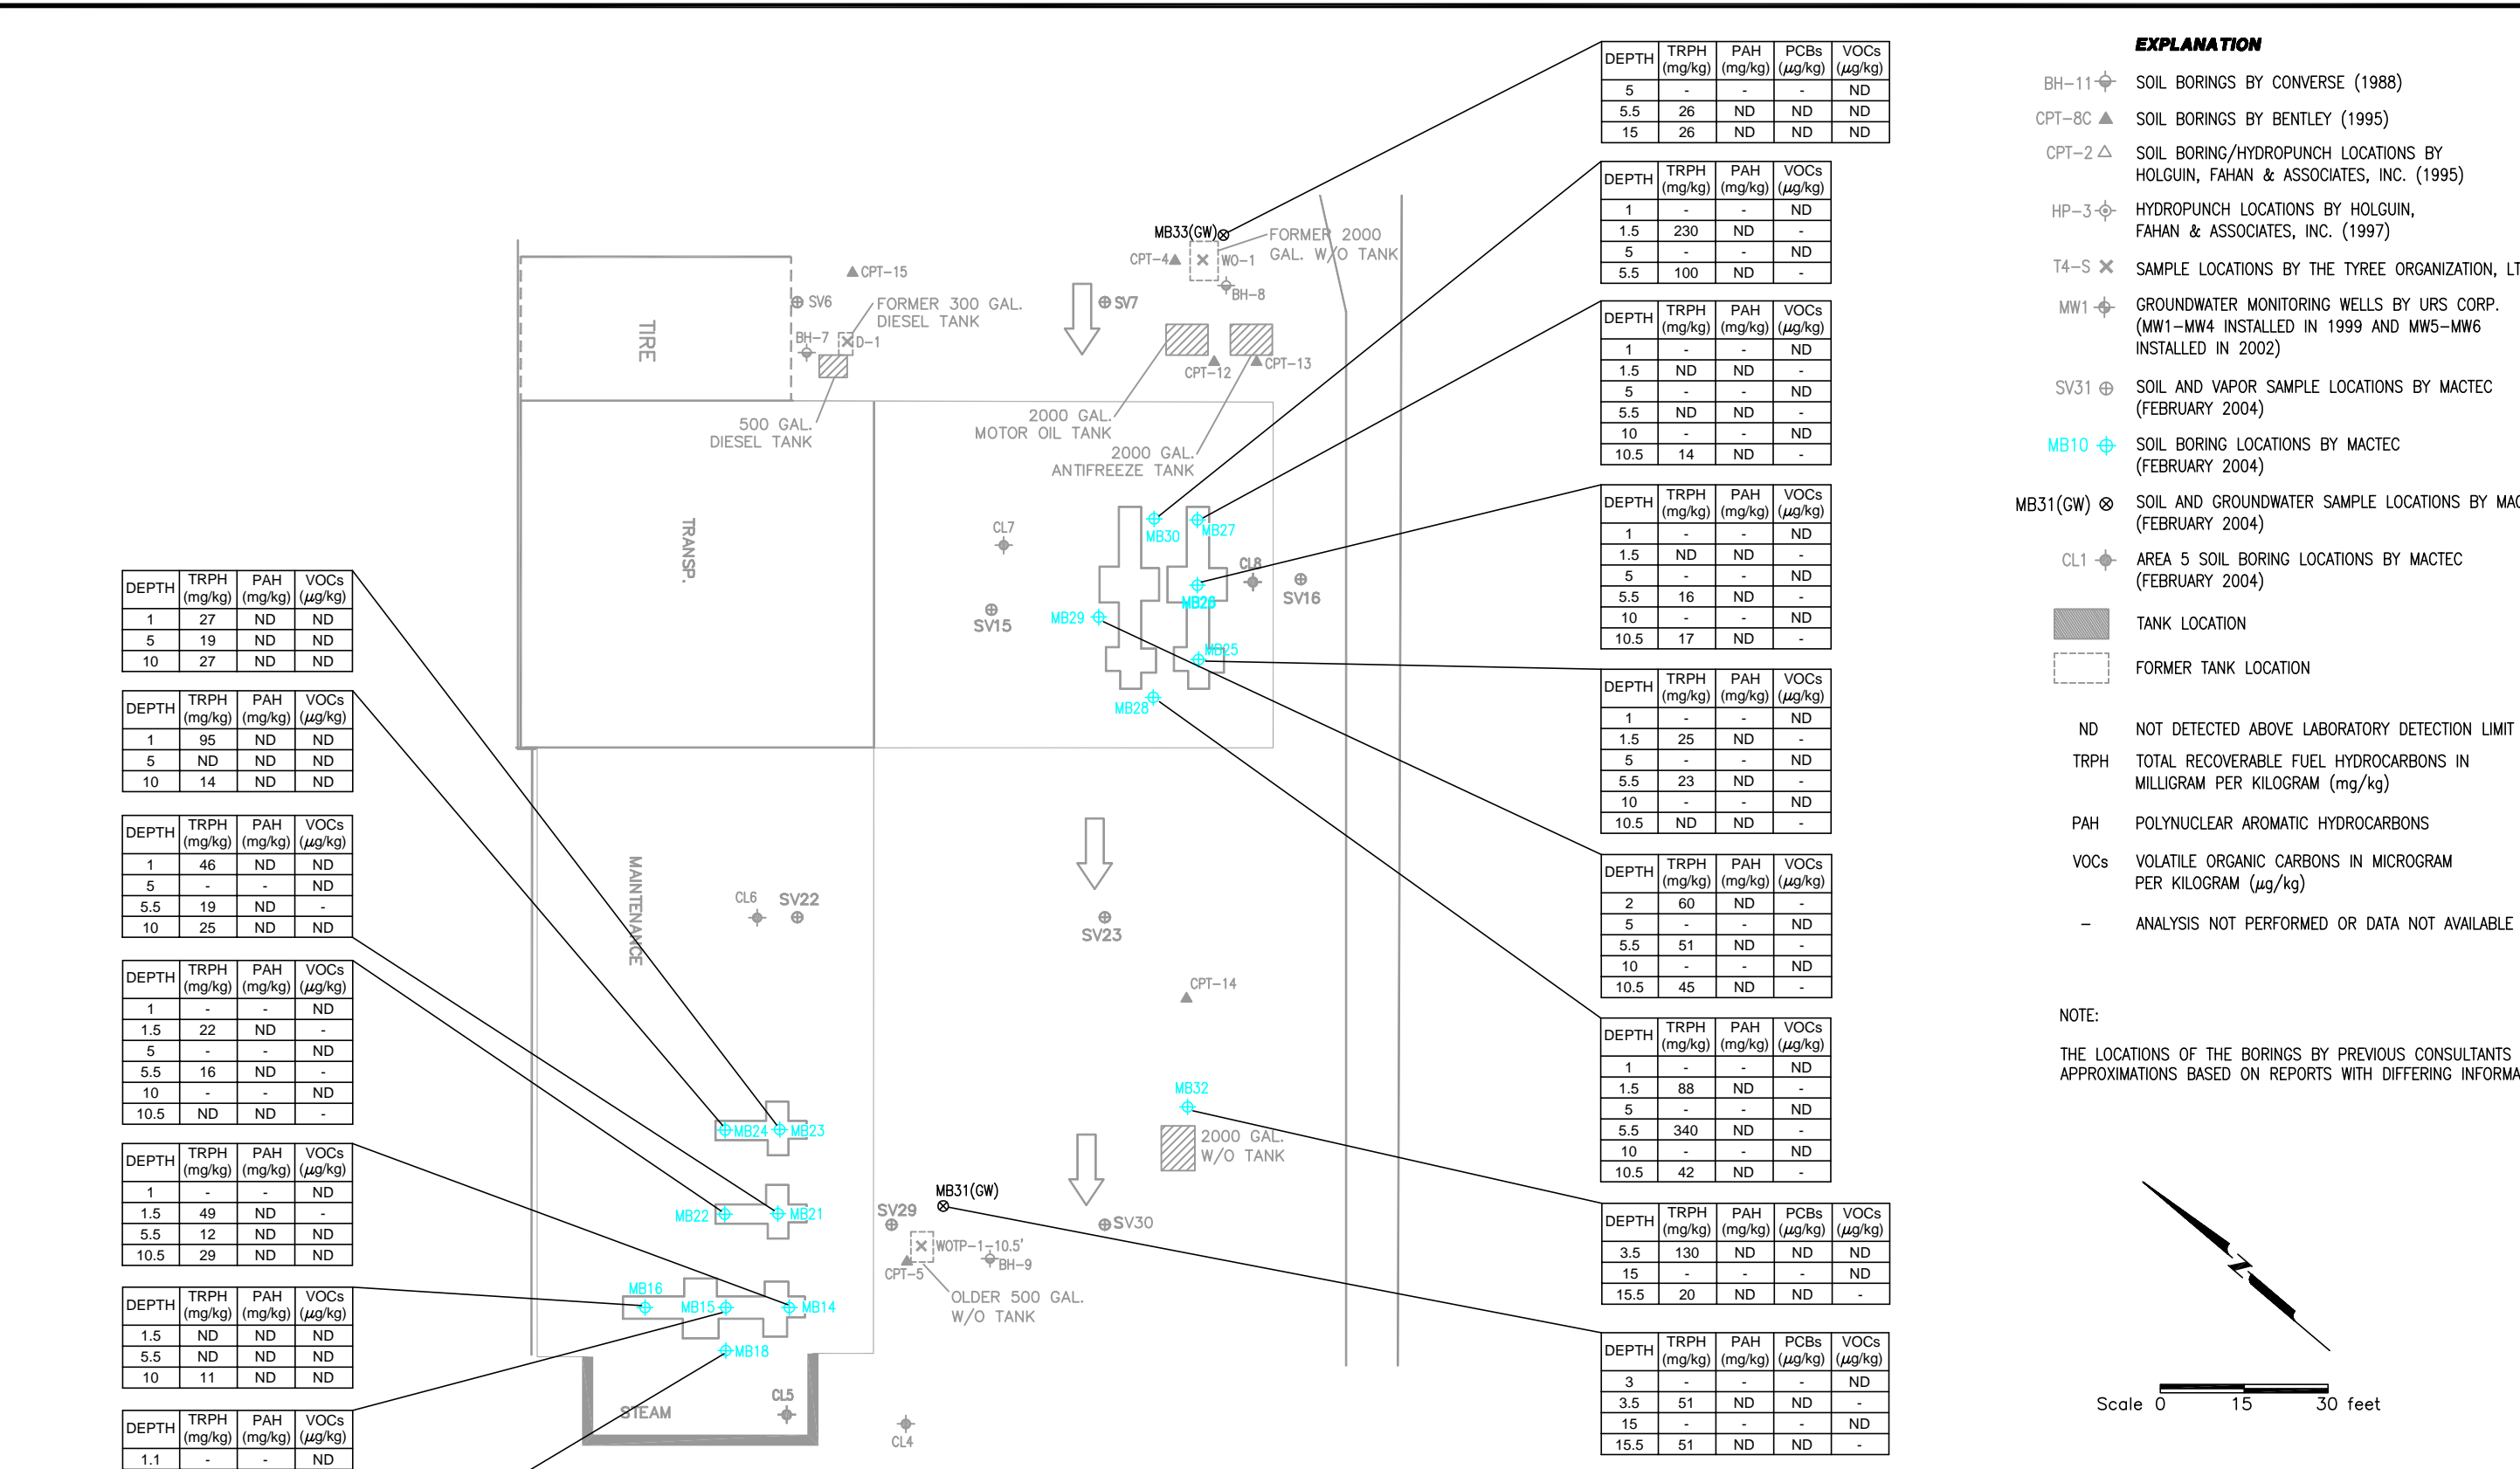 DEPTH TRPH (mg/kg) PAH (mg/kg) PCBs (μg/kg) VOCs (μg/kg)
5 - - - ND
5.5 26 ND ND ND
15 26 ND ND ND
DEPTH TRPH (mg/kg) PAH (mg/kg) VOCs (μg/kg)
1 - - ND
1.5 230 ND -
5 - - ND
5.5 100 ND -
DEPTH TRPH (mg/kg) PAH (mg/kg) VOCs (μg/kg)
1 - - ND
1.5 ND ND -
5 - - ND
5.5 ND ND -
10 - - ND
10.5 14 ND -
DEPTH TRPH (mg/kg) PAH (mg/kg) VOCs (μg/kg)
1 - - ND
1.5 ND ND -
5 - - ND
5.5 16 ND -
10 - - ND
10.5 17 ND -
DEPTH TRPH (mg/kg) PAH (mg/kg) VOCs (μg/kg)
1 - - ND
1.5 25 ND -
5 - - ND
5.5 23 ND -
10 - - ND
10.5 ND ND -
DEPTH TRPH (mg/kg) PAH (mg/kg) VOCs (μg/kg)
2 60 ND -
5 - - ND
5.5 51 ND -
10 - - ND
10.5 45 ND -
DEPTH TRPH (mg/kg) PAH (mg/kg) VOCs (μg/kg)
1 - - ND
1.5 88 ND -
5 - - ND
5.5 340 ND -
10 - - ND
10.5 42 ND -
DEPTH TRPH (mg/kg) PAH (mg/kg) PCBs (μg/kg) VOCs (μg/kg)
3.5 130 ND ND ND
15 - - - ND
15.5 20 ND ND -
DEPTH TRPH (mg/kg) PAH (mg/kg) PCBs (μg/kg) VOCs (μg/kg)
3 - - - ND
3.5 51 ND ND -
15 - - - ND
15.5 51 ND ND -
DEPTH TRPH (mg/kg) PAH (mg/kg) VOCs (μg/kg)
1 27 ND ND
5 19 ND ND
10 27 ND ND
DEPTH TRPH (mg/kg) PAH (mg/kg) VOCs (μg/kg)
1 95 ND ND
5 ND ND ND
10 14 ND ND
DEPTH TRPH (mg/kg) PAH (mg/kg) VOCs (μg/kg)
1 46 ND ND
5 - - ND
5.5 19 ND -
10 25 ND ND
DEPTH TRPH (mg/kg) PAH (mg/kg) VOCs (μg/kg)
1 - - ND
1.5 22 ND -
5 - - ND
5.5 16 ND -
10 - - ND
10.5 ND ND -
DEPTH TRPH (mg/kg) PAH (mg/kg) VOCs (μg/kg)
1 - - ND
1.5 49 ND -
5.5 12 ND ND
10.5 29 ND ND
DEPTH TRPH (mg/kg) PAH (mg/kg) VOCs (μg/kg)
1.5 ND ND ND
5.5 ND ND ND
10 11 ND ND
DEPTH TRPH (mg/kg) PAH (mg/kg) VOCs (μg/kg)
1.1 - - ND
MB33(GW)
FORMER 2000
GAL. W/O TANK
CPT-4
WO-1
BH-8
CPT-15
SV6
FORMER 300 GAL.
DIESEL TANK
SV7
TIRE
BH-7
D-1
CPT-12
CPT-13
500 GAL.
DIESEL TANK
2000 GAL.
MOTOR OIL TANK
2000 GAL.
ANTIFREEZE TANK
TRANSP.
CL7
MB30
MB27
CL8
SV16
MB26
SV15
MB29
MB25
MB28
MAINTENANCE
CL6
SV22
SV23
CPT-14
MB32
2000 GAL.
W/O TANK
MB24
MB23
MB31(GW)
MB22
MB21
SV29
SV30
WOTP-1-10.5'
BH-9
CPT-5
OLDER 500 GAL.
W/O TANK
MB16
MB15
MB14
MB18
CL5
STEAM
CL4
EXPLANATION
BH-11 SOIL BORINGS BY CONVERSE (1988)
CPT-8C SOIL BORINGS BY BENTLEY (1995)
CPT-2 SOIL BORING/HYDROPUNCH LOCATIONS BY
HOLGUIN, FAHAN & ASSOCIATES, INC. (1995)
HP-3 HYDROPUNCH LOCATIONS BY HOLGUIN,
FAHAN & ASSOCIATES, INC. (1997)
T4-S SAMPLE LOCATIONS BY THE TYREE ORGANIZATION,
MW1 GROUNDWATER MONITORING WELLS BY URS CORP.
(MW1-MW4 INSTALLED IN 1999 AND MW5-MW6
INSTALLED IN 2002)
SV31 SOIL AND VAPOR SAMPLE LOCATIONS BY MACTEC
(FEBRUARY 2004)
MB10 SOIL BORING LOCATIONS BY MACTEC
(FEBRUARY 2004)
MB31(GW) SOIL AND GROUNDWATER SAMPLE LOCATIONS BY
(FEBRUARY 2004)
CL1 AREA 5 SOIL BORING LOCATIONS BY MACTEC
(FEBRUARY 2004)
TANK LOCATION
FORMER TANK LOCATION
ND NOT DETECTED ABOVE LABORATORY DETECTION LIMIT
TRPH TOTAL RECOVERABLE FUEL HYDROCARBONS IN
MILLIGRAM PER KILOGRAM (mg/kg)
PAH POLYNUCLEAR AROMATIC HYDROCARBONS
VOCs VOLATILE ORGANIC CARBONS IN MICROGRAM
PER KILOGRAM (μg/kg)
- ANALYSIS NOT PERFORMED OR DATA NOT AVAILABLE
NOTE:
THE LOCATIONS OF THE BORINGS BY PREVIOUS CONSULTANTS
APPROXIMATIONS BASED ON REPORTS WITH DIFFERING
Z
Scale 0 15 30 feet